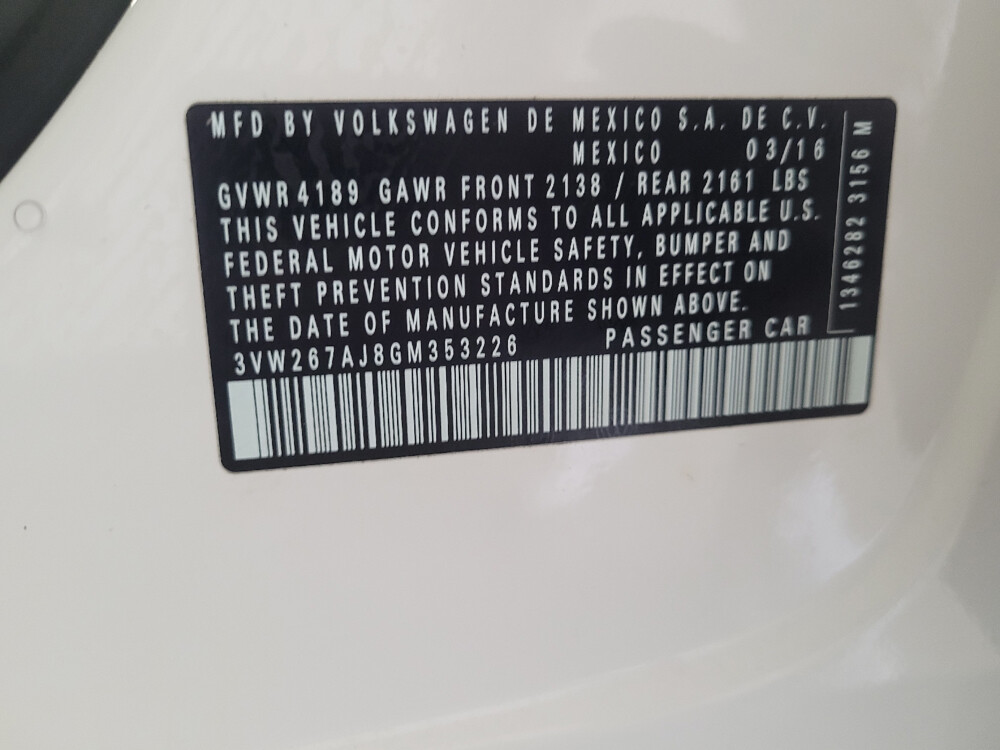 MFD BY VOLKSWAGEN DE MEXICO S.A. DE C.V.
MEXICO 03/16
GVWR 4189 GAWR FRONT 2138 / REAR 2161 LBS
THIS VEHICLE CONFORMS TO ALL APPLICABLE U.S.
FEDERAL MOTOR VEHICLE SAFETY, BUMPER AND
THEFT PREVENTION STANDARDS IN EFFECT ON
THE DATE OF MANUFACTURE SHOWN ABOVE.
3VW267AJ8GM353226 PASSENGER CAR
1346282 3156 M